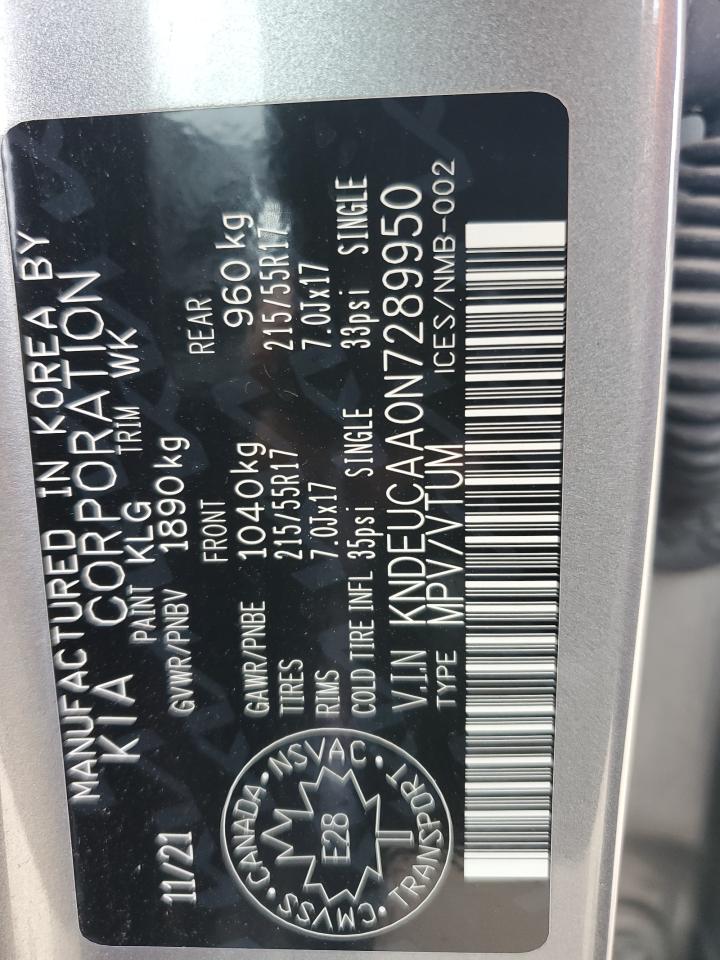 MANUFACTURED IN KOREA BY
KIA CORPORATION
11/21 PAINT KLG TRIM WK
GVWR/PNBV 1890kg
FRONT REAR
GAWR/PNBE 1040kg 960kg
TIRES 215/55R17 215/55R17
RIMS 7.0Jx17 7.0Jx17
COLD TIRE INFL 35psi SINGLE 33psi SINGLE
V.I.N KNDEUCAA0N7289950
TYPE MPV/VTUM ICES/NMB-002
CANADA • NSVAC • TRANSPORT • CMVSS •
E28